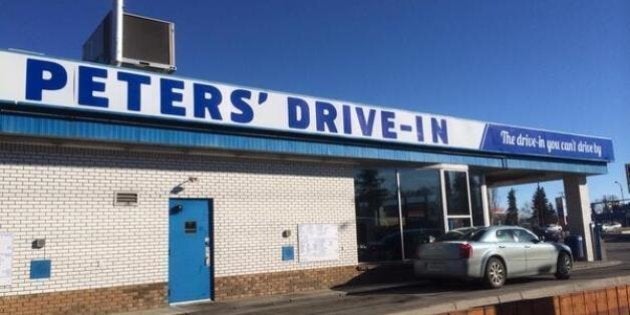 PETERS' DRIVE-IN
The drive-in you can't drive by